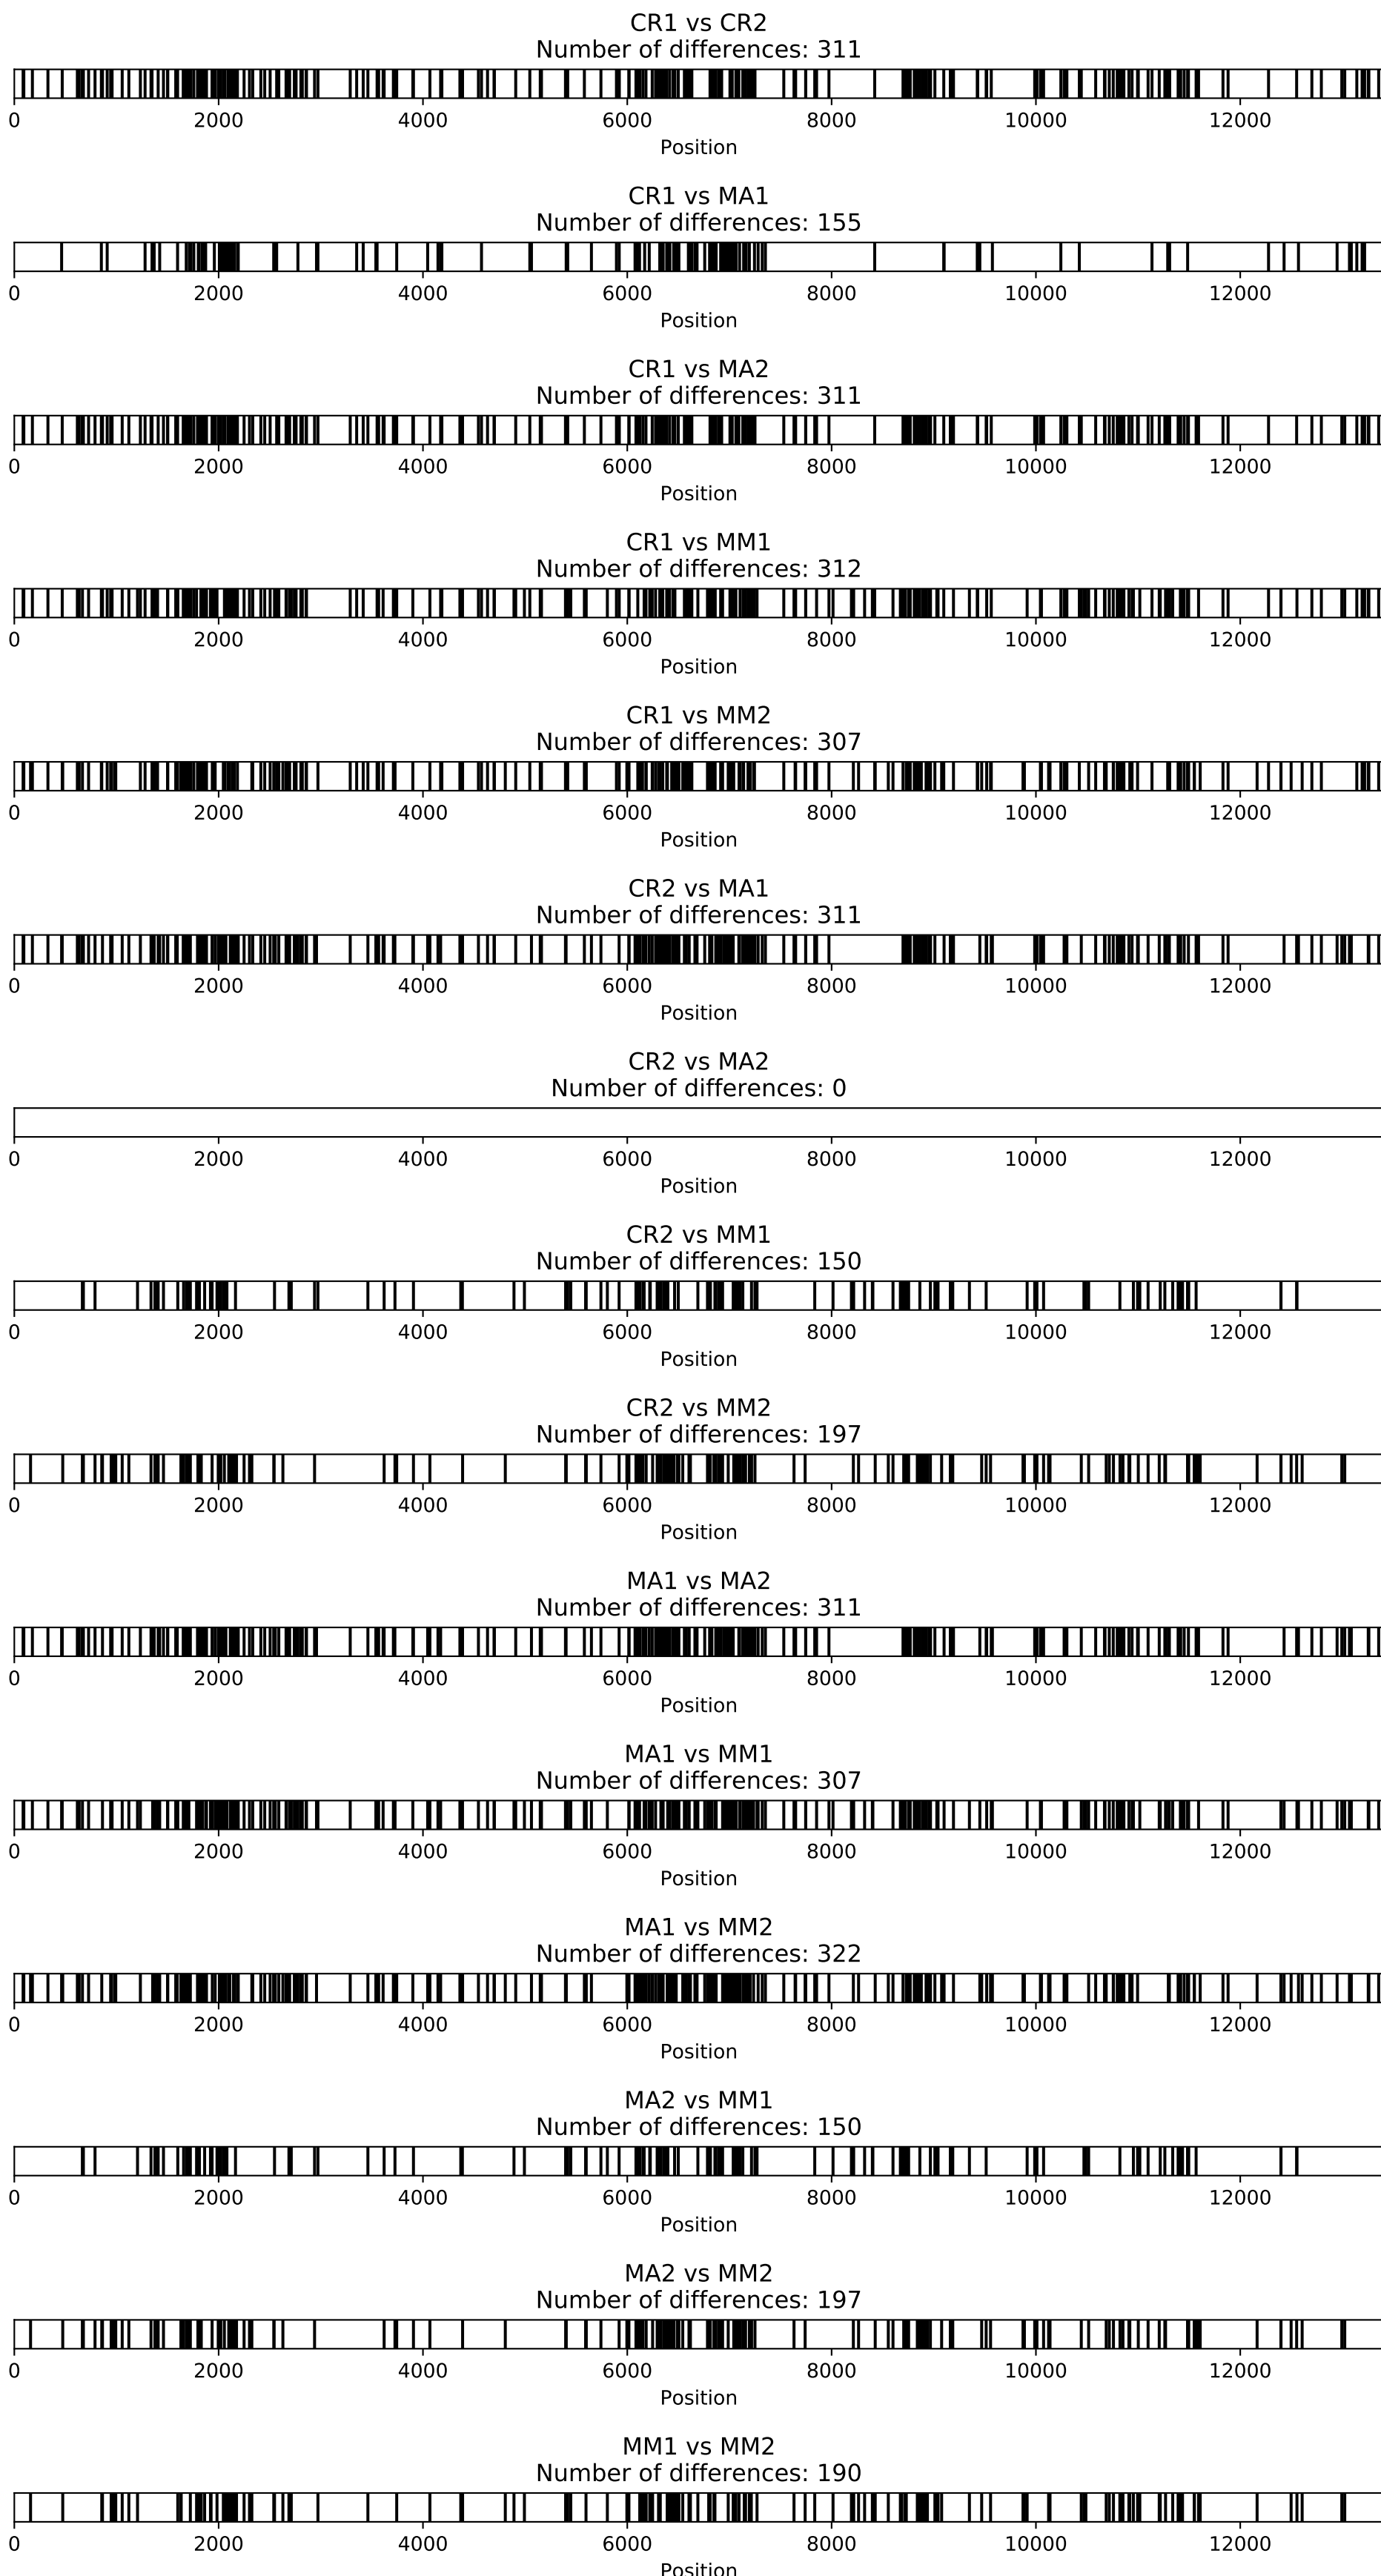 CR1 vs CR2
Number of differences: 311
0 2000 4000 6000 8000 10000 12000
Position
CR1 vs MA1
Number of differences: 155
0 2000 4000 6000 8000 10000 12000
Position
CR1 vs MA2
Number of differences: 311
0 2000 4000 6000 8000 10000 12000
Position
CR1 vs MM1
Number of differences: 312
0 2000 4000 6000 8000 10000 12000
Position
CR1 vs MM2
Number of differences: 307
0 2000 4000 6000 8000 10000 12000
Position
CR2 vs MA1
Number of differences: 311
0 2000 4000 6000 8000 10000 12000
Position
CR2 vs MA2
Number of differences: 0
0 2000 4000 6000 8000 10000 12000
Position
CR2 vs MM1
Number of differences: 150
0 2000 4000 6000 8000 10000 12000
Position
CR2 vs MM2
Number of differences: 197
0 2000 4000 6000 8000 10000 12000
Position
MA1 vs MA2
Number of differences: 311
0 2000 4000 6000 8000 10000 12000
Position
MA1 vs MM1
Number of differences: 307
0 2000 4000 6000 8000 10000 12000
Position
MA1 vs MM2
Number of differences: 322
0 2000 4000 6000 8000 10000 12000
Position
MA2 vs MM1
Number of differences: 150
0 2000 4000 6000 8000 10000 12000
Position
MA2 vs MM2
Number of differences: 197
0 2000 4000 6000 8000 10000 12000
Position
MM1 vs MM2
Number of differences: 190
0 2000 4000 6000 8000 10000 12000
Position